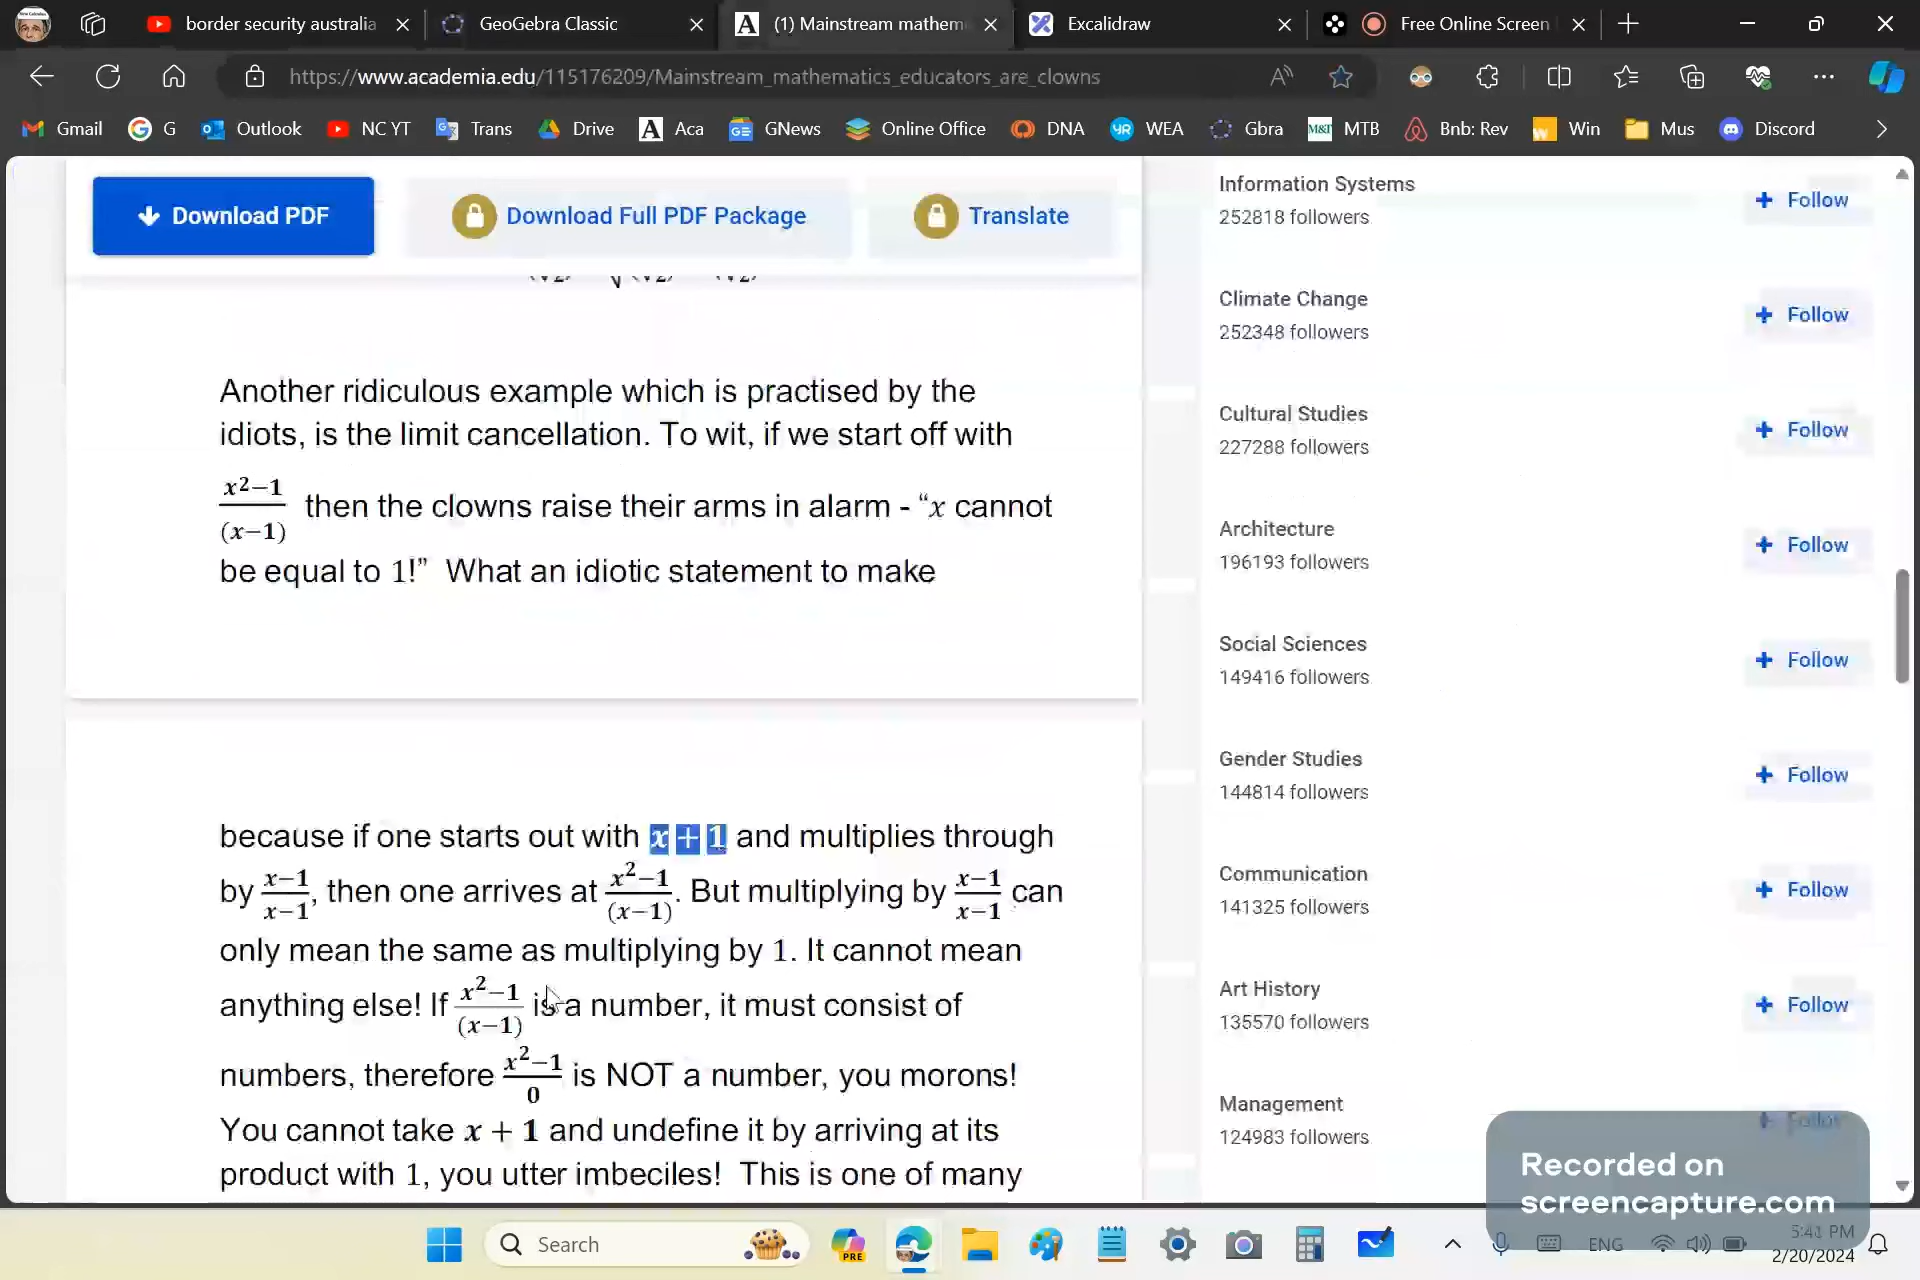 border security australia
GeoGebra Classic
(1) Mainstream mathem
Excalidraw
Free Online Screen
https://www.academia.edu/115176209/Mainstream_mathematics_educators_are_clowns
Gmail
G
Outlook
NC YT
Trans
Drive
Aca
GNews
Online Office
DNA
WEA
Gbra
MTB
Bnb: Rev
Win
Mus
Discord
Download PDF
Download Full PDF Package
Translate
Another ridiculous example which is practised by the
idiots, is the limit cancellation. To wit, if we start off with
x²−1/(x−1) then the clowns raise their arms in alarm - “x cannot
be equal to 1!” What an idiotic statement to make
because if one starts out with x + 1 and multiplies through
by x−1/x−1, then one arrives at x²−1/(x−1). But multiplying by x−1/x−1 can
only mean the same as multiplying by 1. It cannot mean
anything else! If x²−1/(x−1) is a number, it must consist of
numbers, therefore x²−1/0 is NOT a number, you morons!
You cannot take x + 1 and undefine it by arriving at its
product with 1, you utter imbeciles! This is one of many
Information Systems
252818 followers
Follow
Climate Change
252348 followers
Follow
Cultural Studies
227288 followers
Follow
Architecture
196193 followers
Follow
Social Sciences
149416 followers
Follow
Gender Studies
144814 followers
Follow
Communication
141325 followers
Follow
Art History
135570 followers
Follow
Management
124983 followers
Follow
Recorded on
screencapture.com
Search
PRE
ENG
5:41 PM
2/20/2024